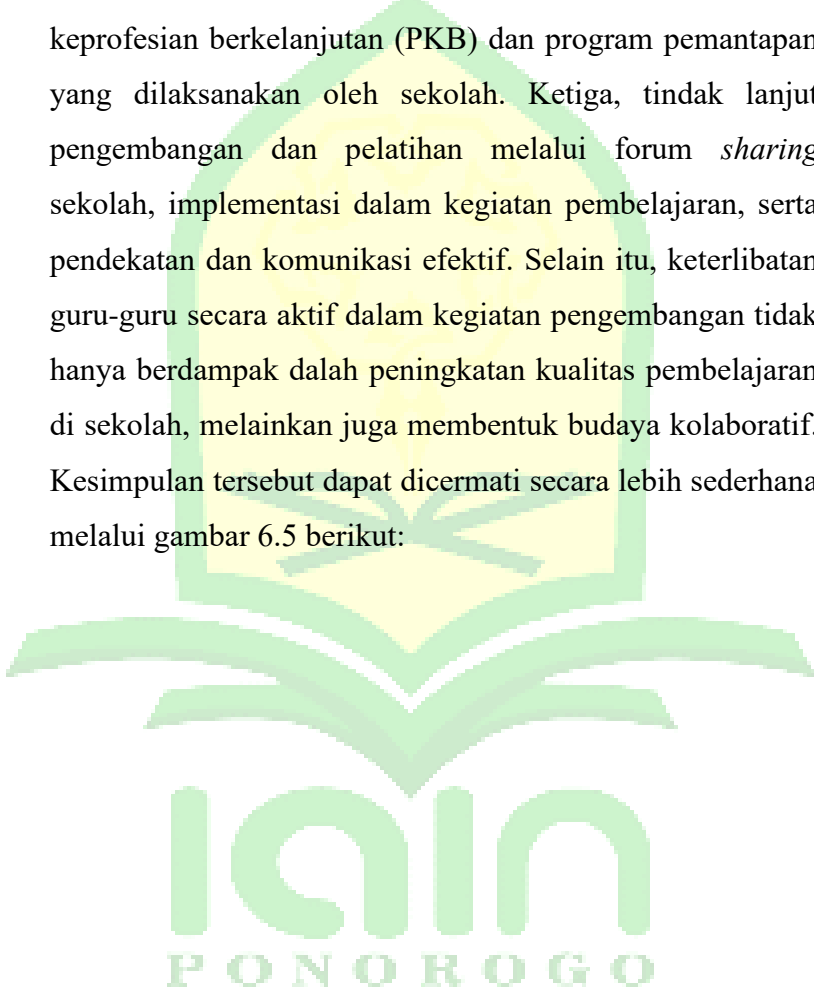 keprofesian berkelanjutan (PKB) dan program pemantapan
yang dilaksanakan oleh sekolah. Ketiga, tindak lanjut
pengembangan dan pelatihan melalui forum sharing
sekolah, implementasi dalam kegiatan pembelajaran, serta
pendekatan dan komunikasi efektif. Selain itu, keterlibatan
guru-guru secara aktif dalam kegiatan pengembangan tidak
hanya berdampak dalah peningkatan kualitas pembelajaran
di sekolah, melainkan juga membentuk budaya kolaboratif.
Kesimpulan tersebut dapat dicermati secara lebih sederhana
melalui gambar 6.5 berikut:
iain
PONOROGO